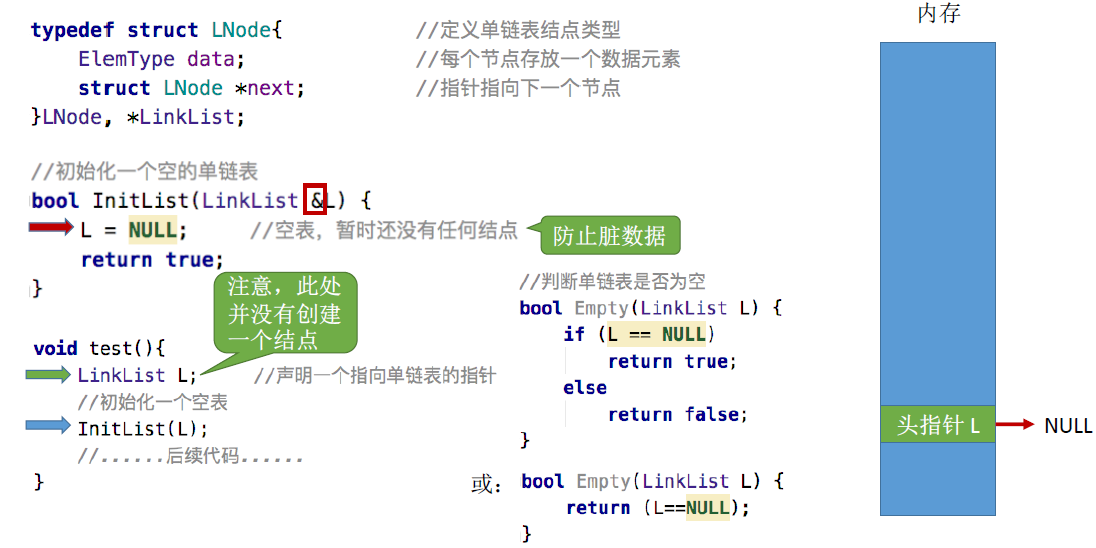 typedef struct LNode{ //定义单链表结点类型
ElemType data; //每个节点存放一个数据元素
struct LNode *next; //指针指向下一个节点
}LNode, *LinkList;
//初始化一个空的单链表
bool InitList(LinkList &L) {
L = NULL; //空表，暂时还没有任何结点
防止脏数据
return true;
}
注意，此处
并没有创建
一个结点
void test(){
LinkList L; //声明一个指向单链表的指针
//初始化一个空表
InitList(L);
//......后续代码......
}
//判断单链表是否为空
bool Empty(LinkList L) {
if (L == NULL)
return true;
else
return false;
}
或：
bool Empty(LinkList L) {
return (L==NULL);
}
内存
头指针 L
NULL